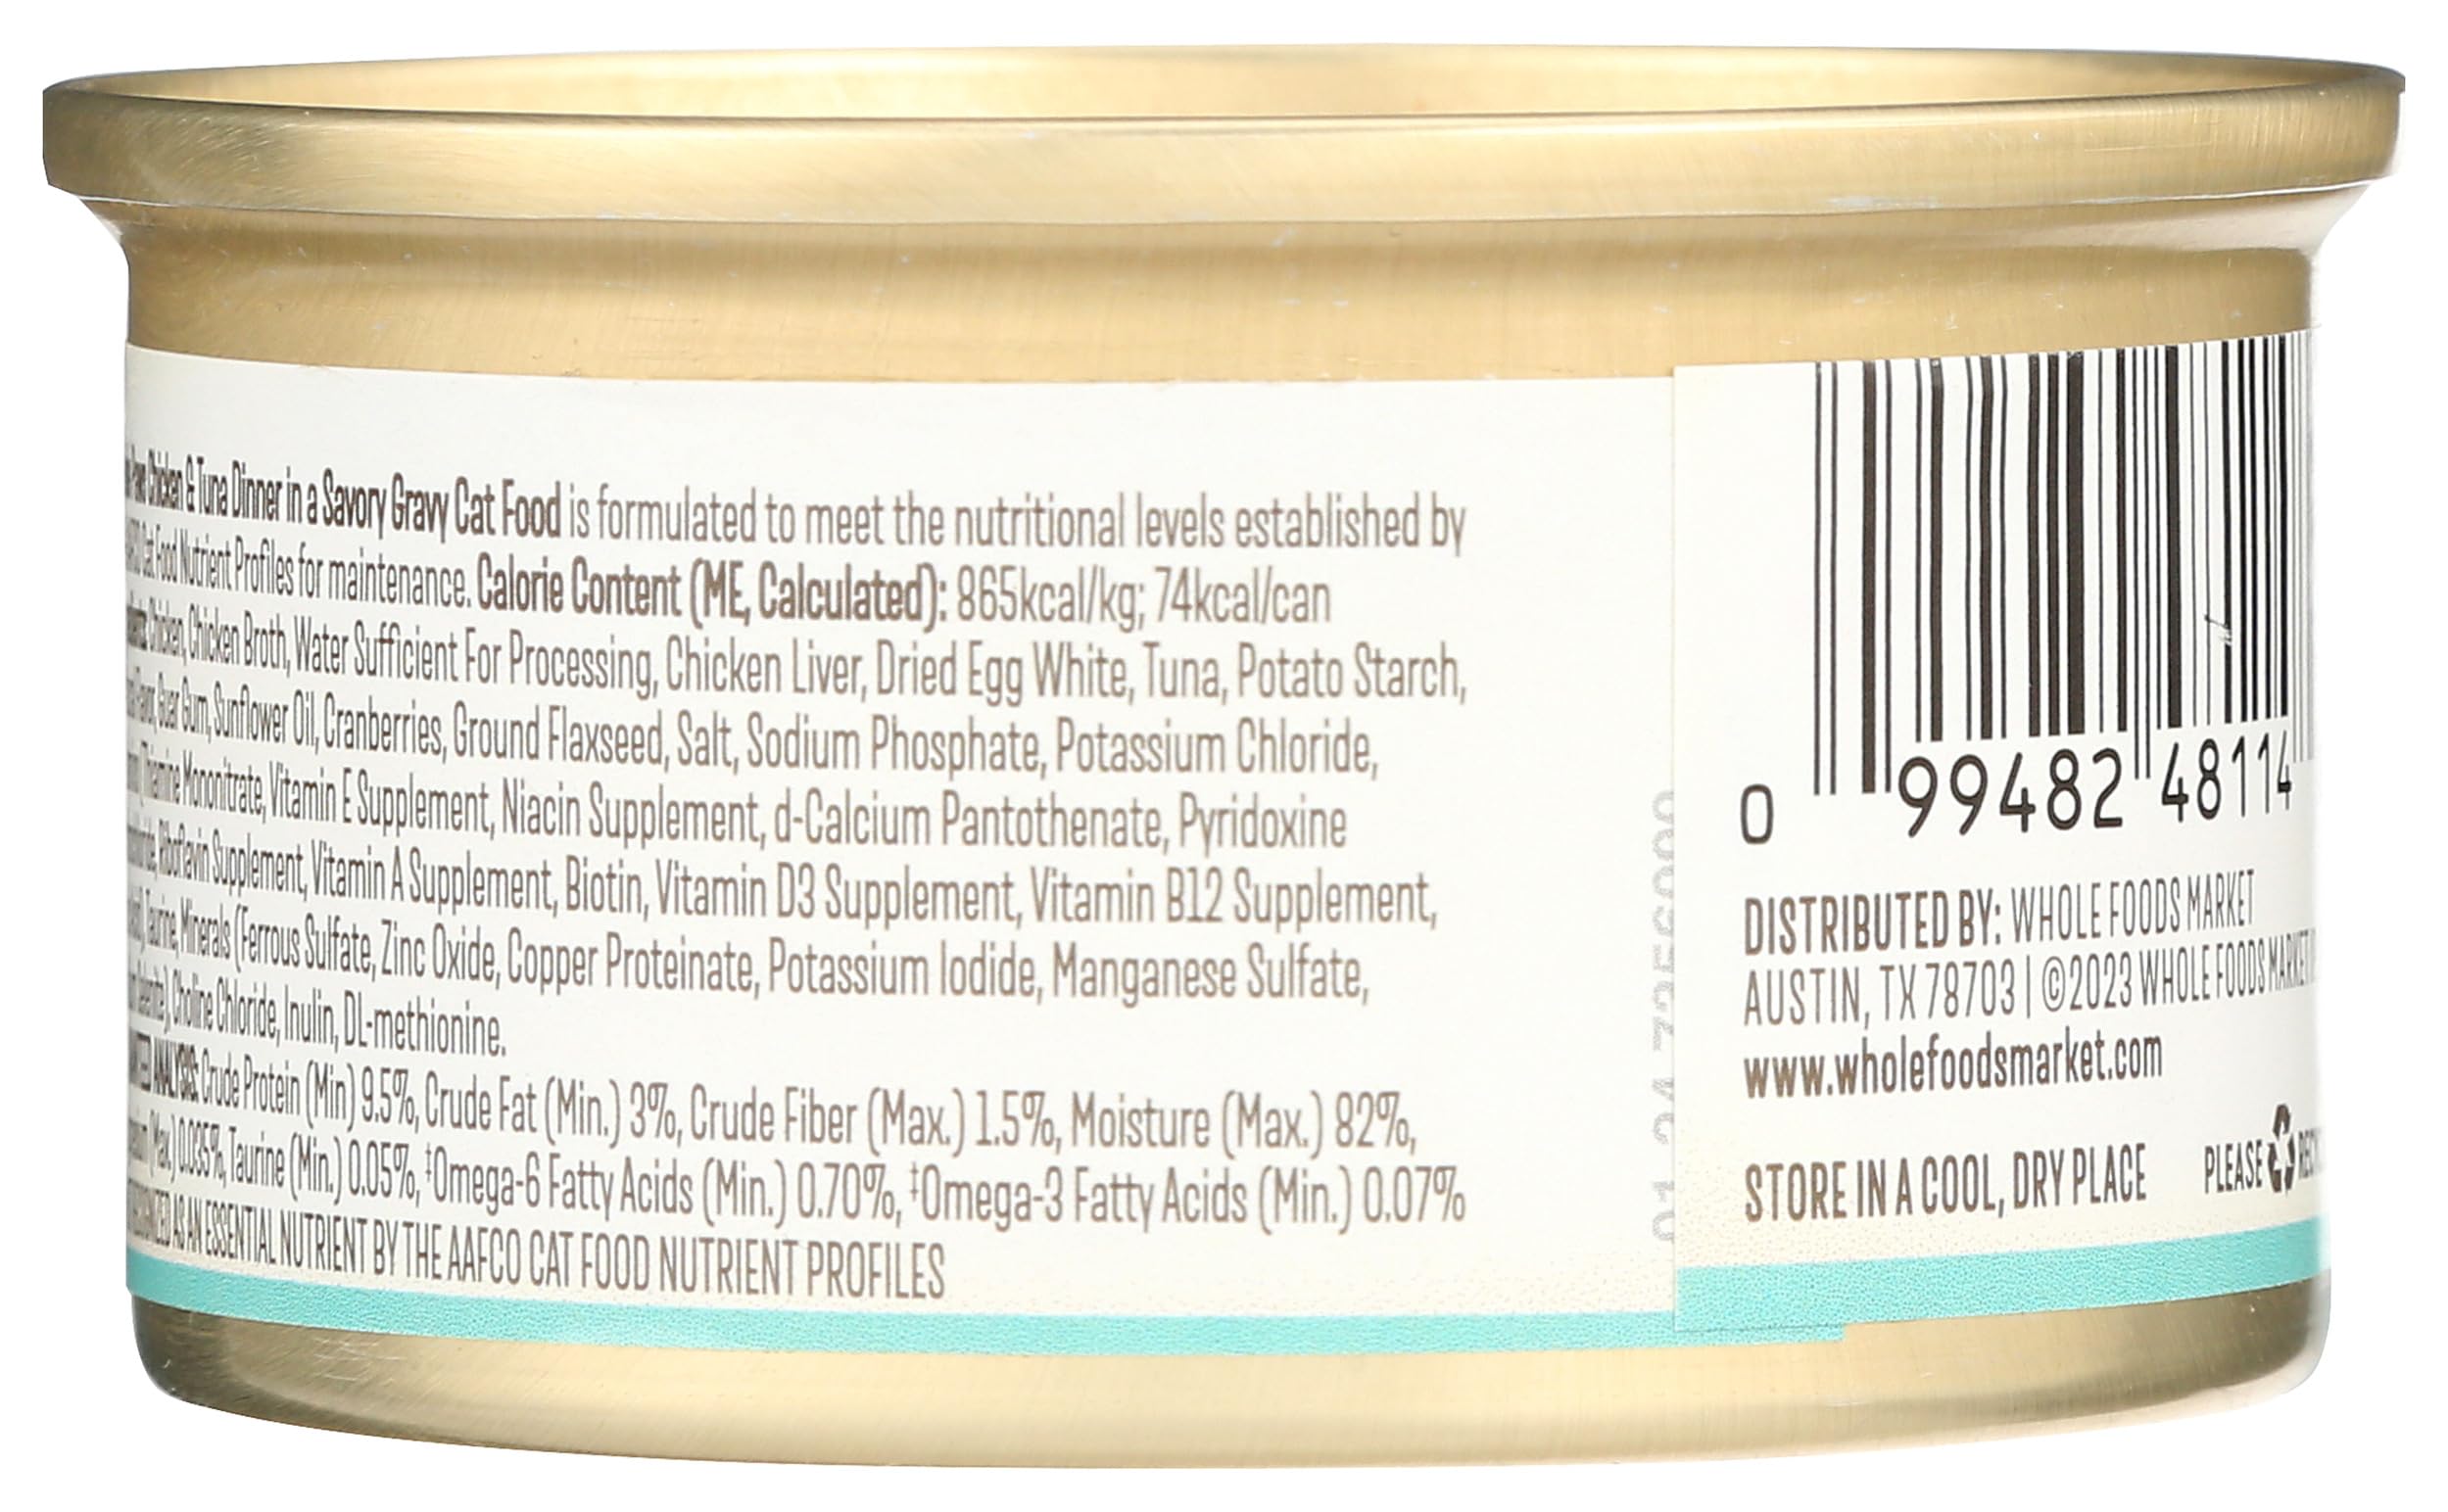 Chicken & Tuna Dinner in a Savory Gravy Cat Food is formulated to meet the nutritional levels established by
Cat Food Nutrient Profiles for maintenance. Calorie Content (ME, Calculated): 865kcal/kg; 74kcal/can
Chicken, Chicken Broth, Water Sufficient For Processing, Chicken Liver, Dried Egg White, Tuna, Potato Starch,
Flavor, Guar Gum, Sunflower Oil, Cranberries, Ground Flaxseed, Salt, Sodium Phosphate, Potassium Chloride,
Thiamine Mononitrate, Vitamin E Supplement, Niacin Supplement, d-Calcium Pantothenate, Pyridoxine
Riboflavin Supplement, Vitamin A Supplement, Biotin, Vitamin D3 Supplement, Vitamin B12 Supplement,
Taurine, Minerals (Ferrous Sulfate, Zinc Oxide, Copper Proteinate, Potassium Iodide, Manganese Sulfate,
Choline Chloride, Inulin, DL-methionine.
ANALYSIS: Crude Protein (Min) 9.5%, Crude Fat (Min.) 3%, Crude Fiber (Max.) 1.5%, Moisture (Max.) 82%,
(Max.) 0.035%, Taurine (Min.) 0.05%, ‡Omega-6 Fatty Acids (Min.) 0.70%, ‡Omega-3 Fatty Acids (Min.) 0.07%
AS AN ESSENTIAL NUTRIENT BY THE AAFCO CAT FOOD NUTRIENT PROFILES
0 99482 48114
DISTRIBUTED BY: WHOLE FOODS MARKET
AUSTIN, TX 78703 | ©2023 WHOLE FOODS MARKET
www.wholefoodsmarket.com
STORE IN A COOL, DRY PLACE
PLEASE